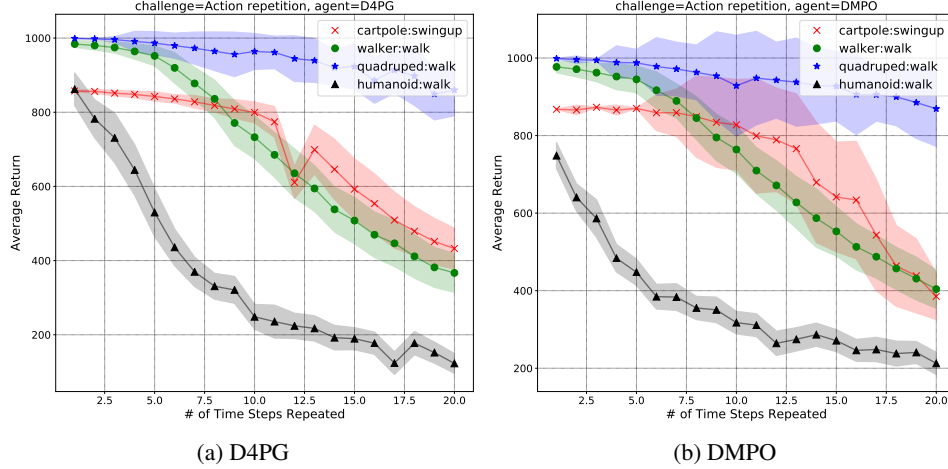 challenge=Action repetition, agent=D4PG
cartpole:swingup
walker:walk
quadruped:walk
humanoid:walk
1000
800
600
400
200
Average Return
2.5 5.0 7.5 10.0 12.5 15.0 17.5 20.0
# of Time Steps Repeated
(a) D4PG
challenge=Action repetition, agent=DMPO
cartpole:swingup
walker:walk
quadruped:walk
humanoid:walk
1000
800
600
400
200
Average Return
2.5 5.0 7.5 10.0 12.5 15.0 17.5 20.0
# of Time Steps Repeated
(b) DMPO